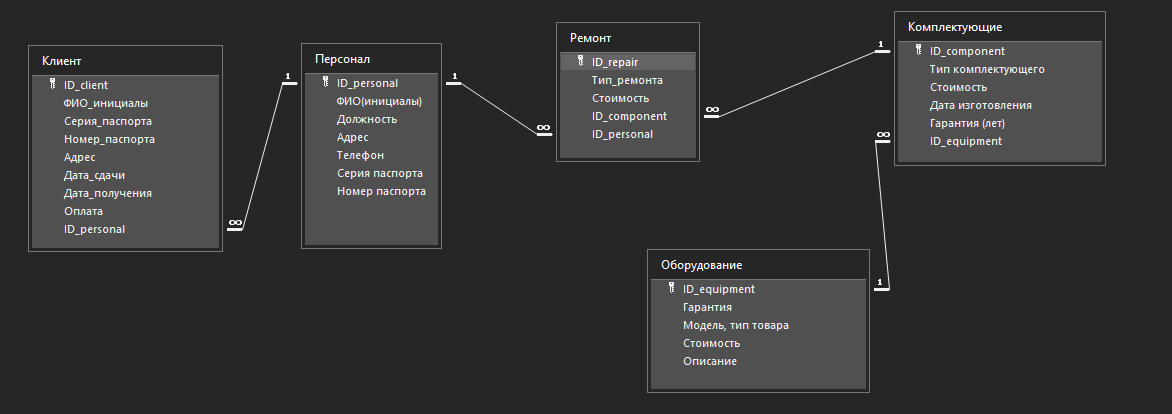 Клиент
ID_client
ФИО_инициалы
Серия_паспорта
Номер_паспорта
Адрес
Дата_сдачи
Дата_получения
Оплата
ID_personal
∞
1
Персонал
ID_personal
ФИО(инициалы)
Должность
Адрес
Телефон
Серия паспорта
Номер паспорта
1
∞
Ремонт
ID_repair
Тип_ремонта
Стоимость
ID_component
ID_personal
∞
1
Комплектующие
ID_component
Тип комплектующего
Стоимость
Дата изготовления
Гарантия (лет)
ID_equipment
∞
Оборудование
ID_equipment
Гарантия
Модель, тип товара
Стоимость
Описание
1